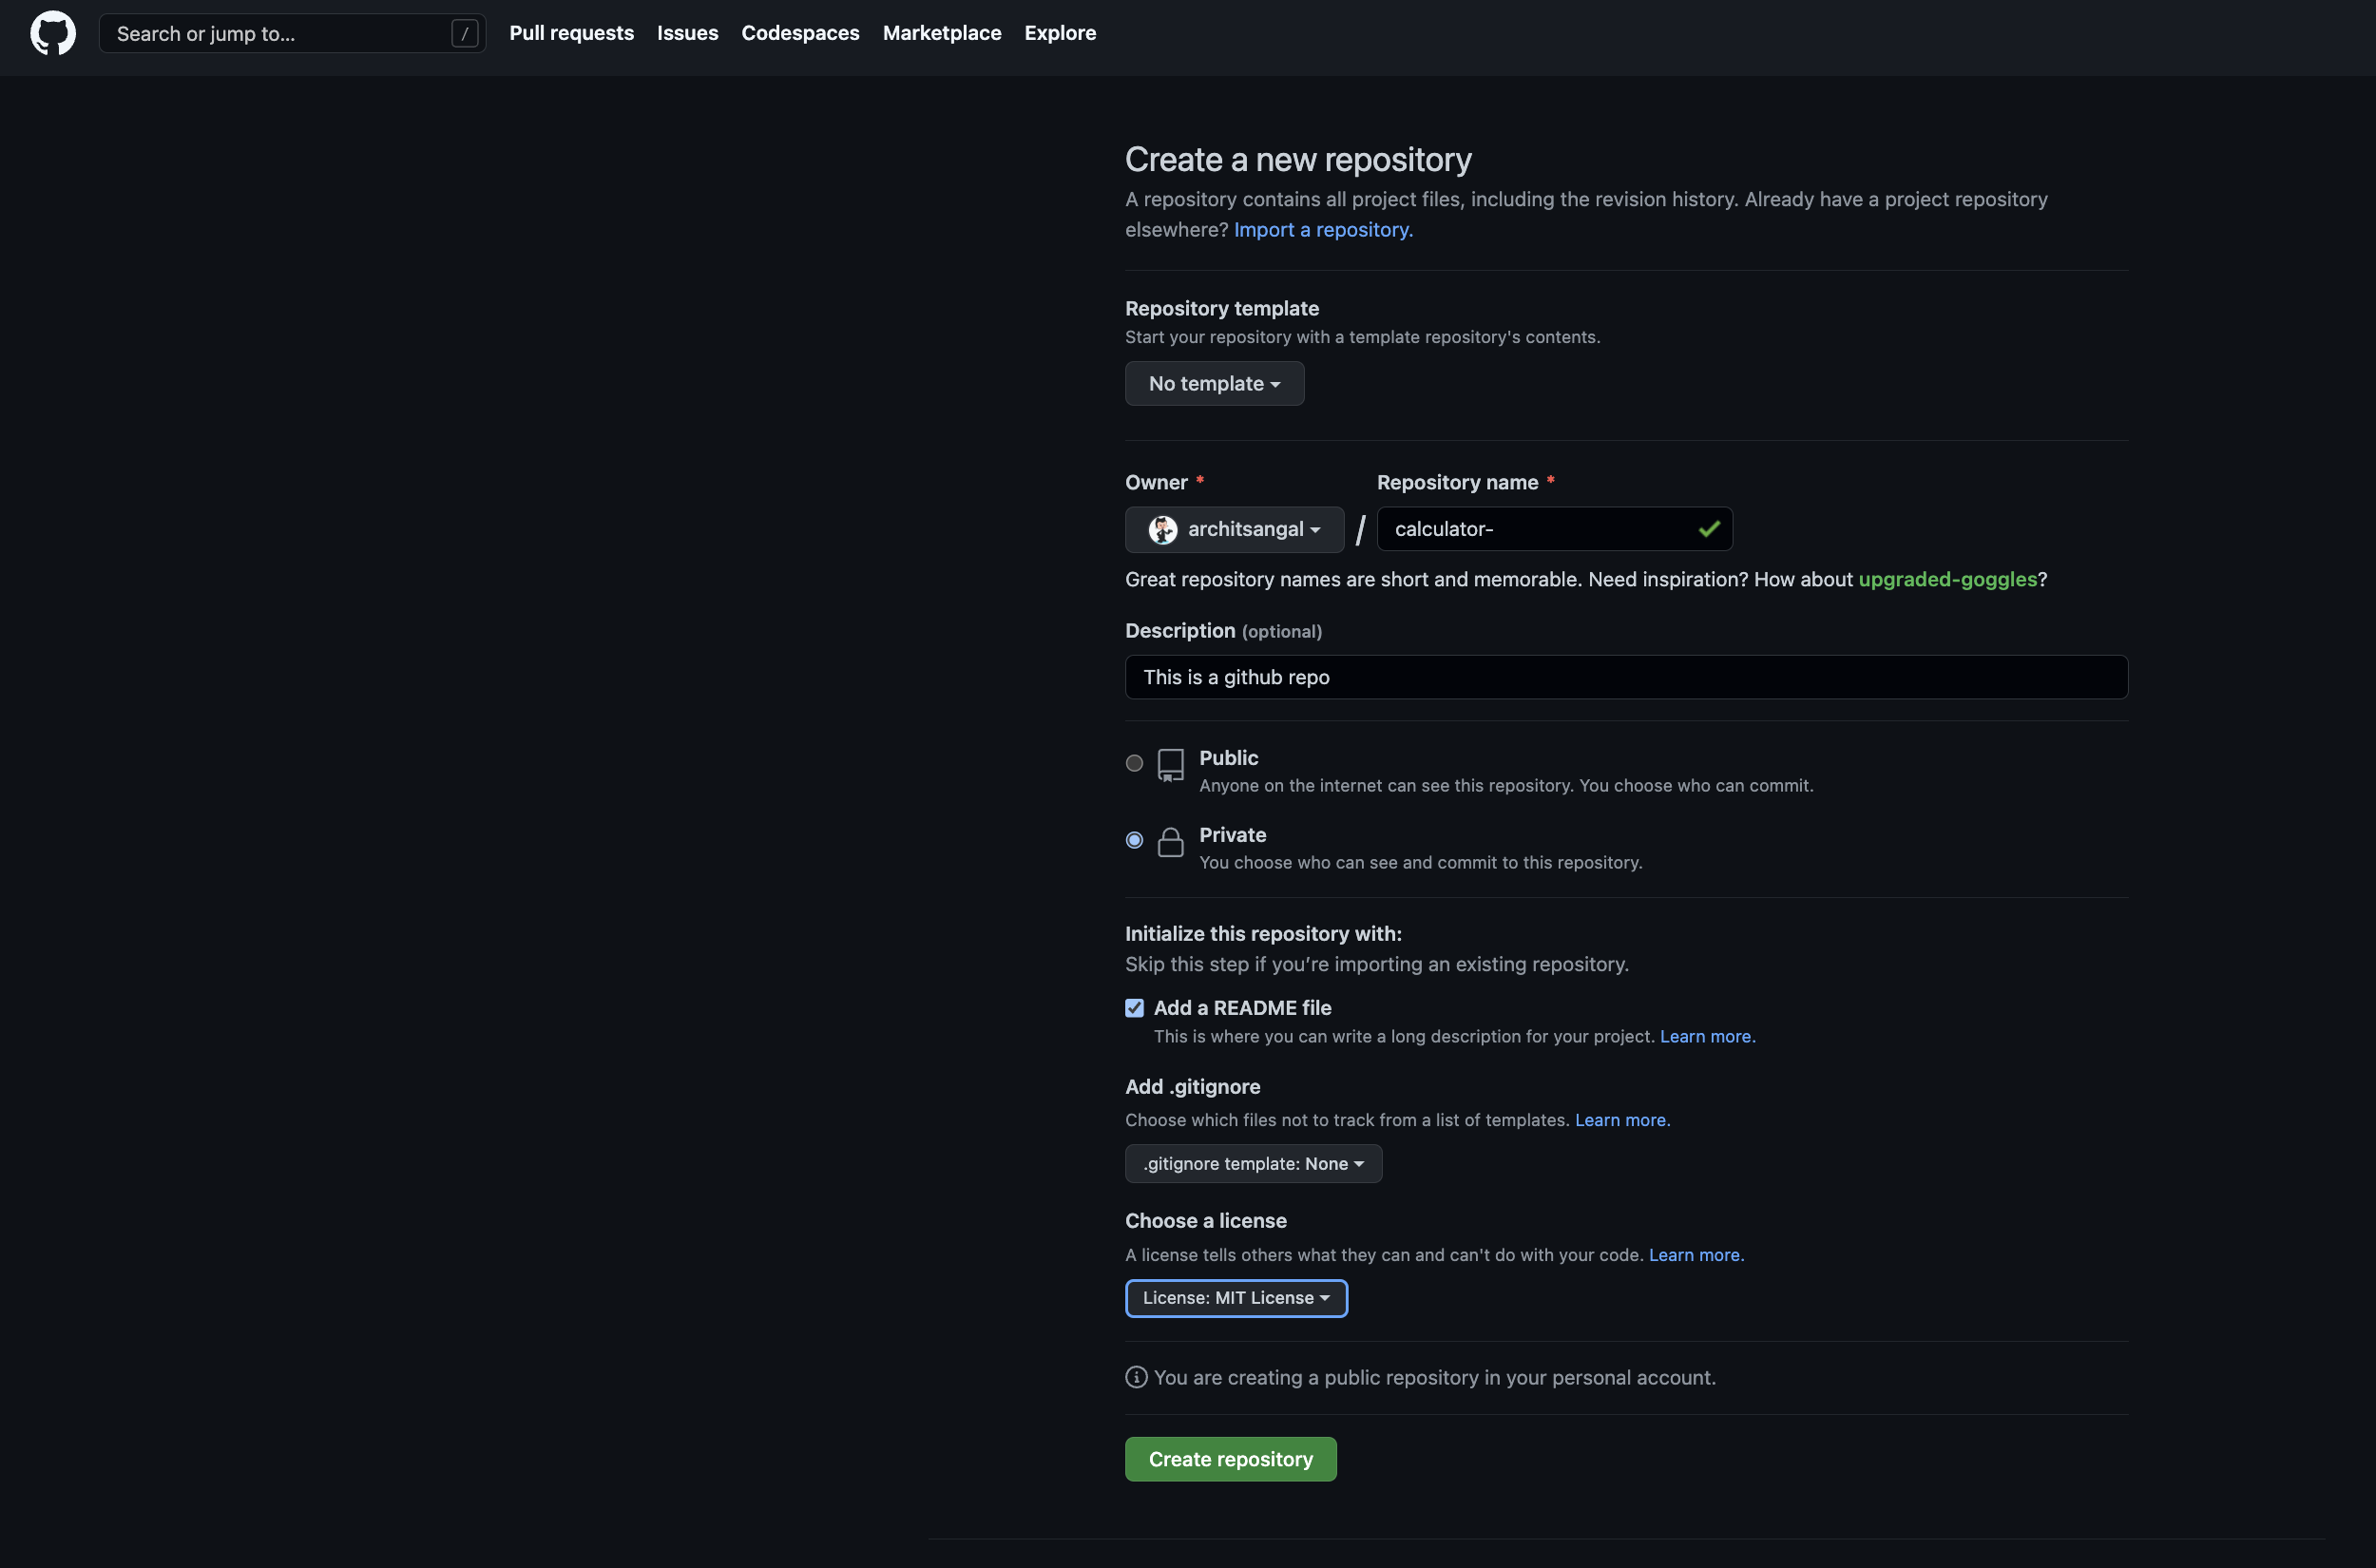 Search or jump to... /
Pull requests Issues Codespaces Marketplace Explore
Create a new repository
A repository contains all project files, including the revision history. Already have a project repository
elsewhere? Import a repository.
Repository template
Start your repository with a template repository's contents.
No template
Owner * Repository name *
architsangal / calculator-
Great repository names are short and memorable. Need inspiration? How about upgraded-goggles?
Description (optional)
This is a github repo
Public
Anyone on the internet can see this repository. You choose who can commit.
Private
You choose who can see and commit to this repository.
Initialize this repository with:
Skip this step if you’re importing an existing repository.
Add a README file
This is where you can write a long description for your project. Learn more.
Add .gitignore
Choose which files not to track from a list of templates. Learn more.
.gitignore template: None
Choose a license
A license tells others what they can and can't do with your code. Learn more.
License: MIT License
You are creating a public repository in your personal account.
Create repository